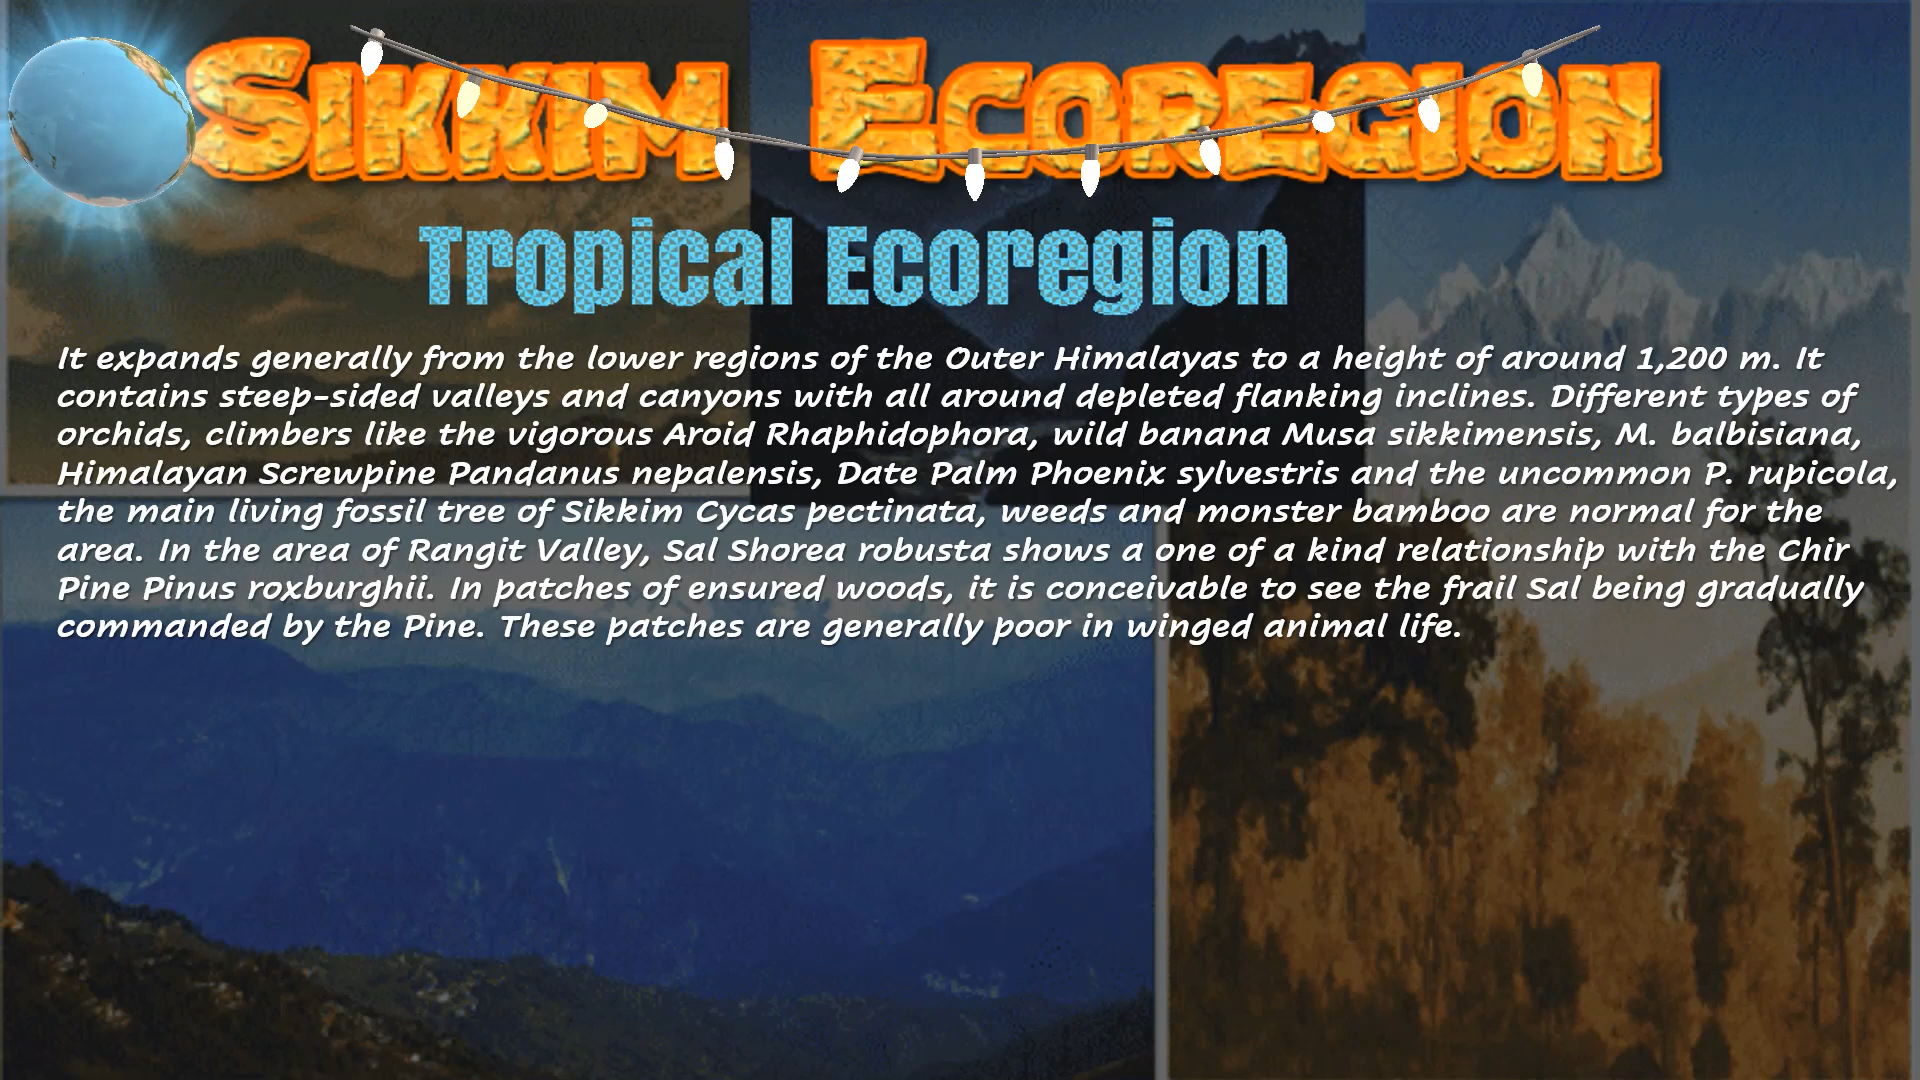 Sikkim Ecoregion
Tropical Ecoregion
It expands generally from the lower regions of the Outer Himalayas to a height of around 1,200 m. It
contains steep-sided valleys and canyons with all around depleted flanking inclines. Different types of
orchids, climbers like the vigorous Aroid Rhaphidophora, wild banana Musa sikkimensis, M. balbisiana,
Himalayan Screwpine Pandanus nepalensis, Date Palm Phoenix sylvestris and the uncommon P. rupicola,
the main living fossil tree of Sikkim Cycas pectinata, weeds and monster bamboo are normal for the
area. In the area of Rangit Valley, Sal Shorea robusta shows a one of a kind relationship with the Chir
Pine Pinus roxburghii. In patches of ensured woods, it is conceivable to see the frail Sal being gradually
commanded by the Pine. These patches are generally poor in winged animal life.